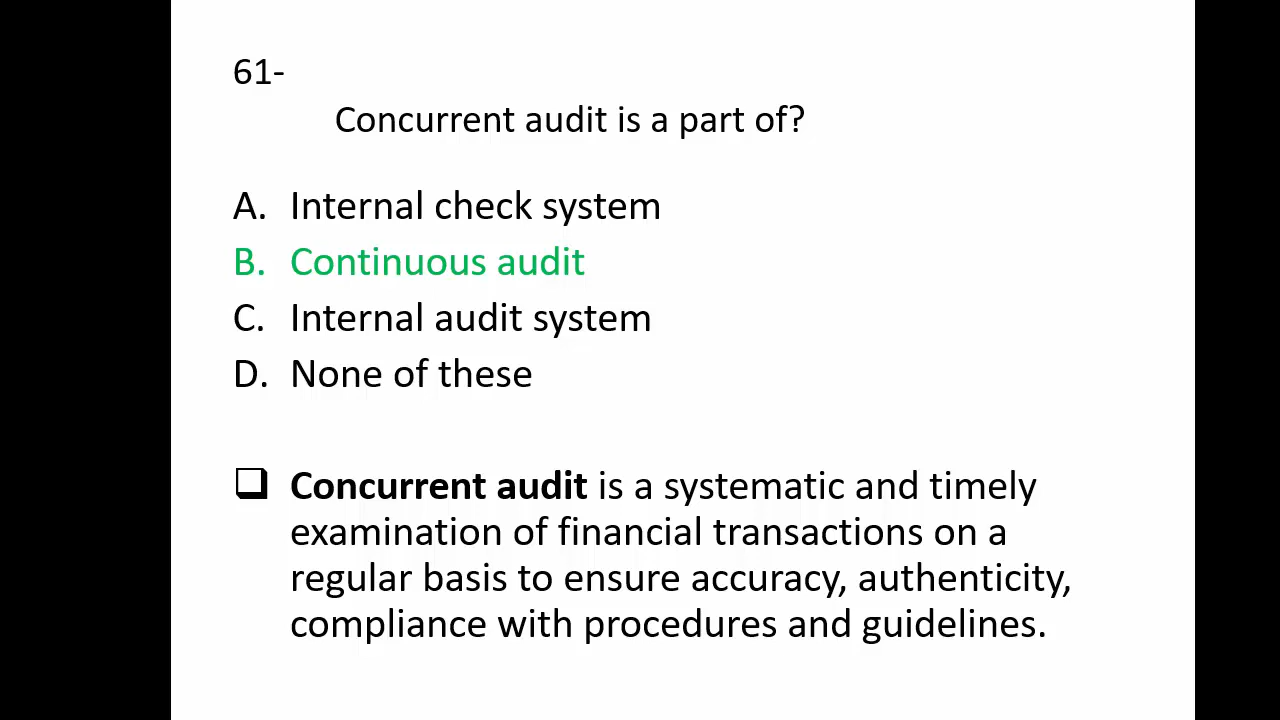 61-
Concurrent audit is a part of?
A. Internal check system
B. Continuous audit
C. Internal audit system
D. None of these
❑ Concurrent audit is a systematic and timely
examination of financial transactions on a
regular basis to ensure accuracy, authenticity,
compliance with procedures and guidelines.